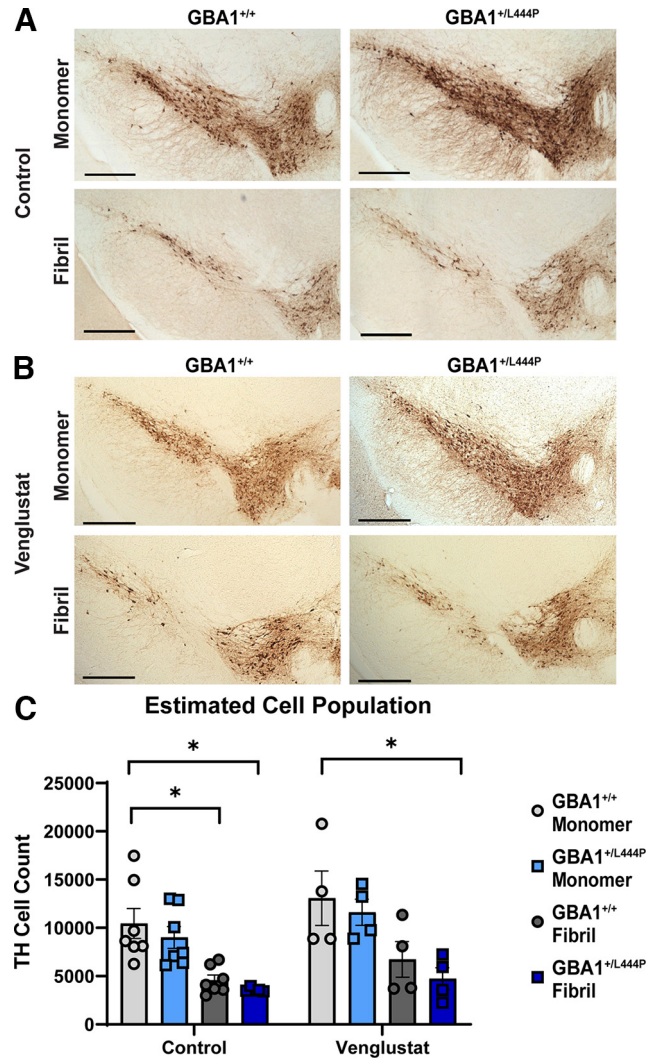 A
GBA1+/+
GBA1+/L444P
Control
Monomer
Fibril
B
GBA1+/+
GBA1+/L444P
Venglustat
Monomer
Fibril
C
Estimated Cell Population
TH Cell Count
25000
20000
15000
10000
5000
0
*
*
*
Control
Venglustat
GBA1+/+
Monomer
GBA1+/L444P
Monomer
GBA1+/+
Fibril
GBA1+/L444P
Fibril